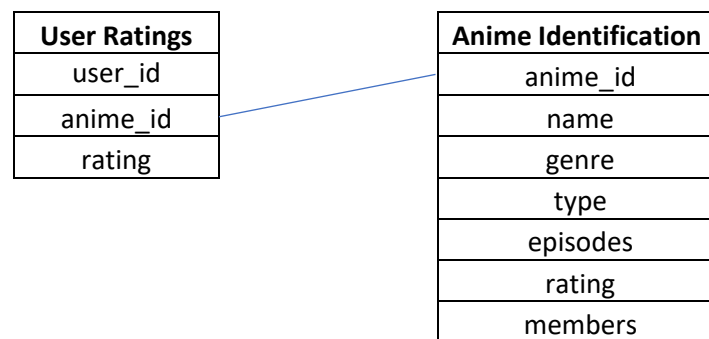 User Ratings
user_id
anime_id
rating
Anime Identification
anime_id
name
genre
type
episodes
rating
members